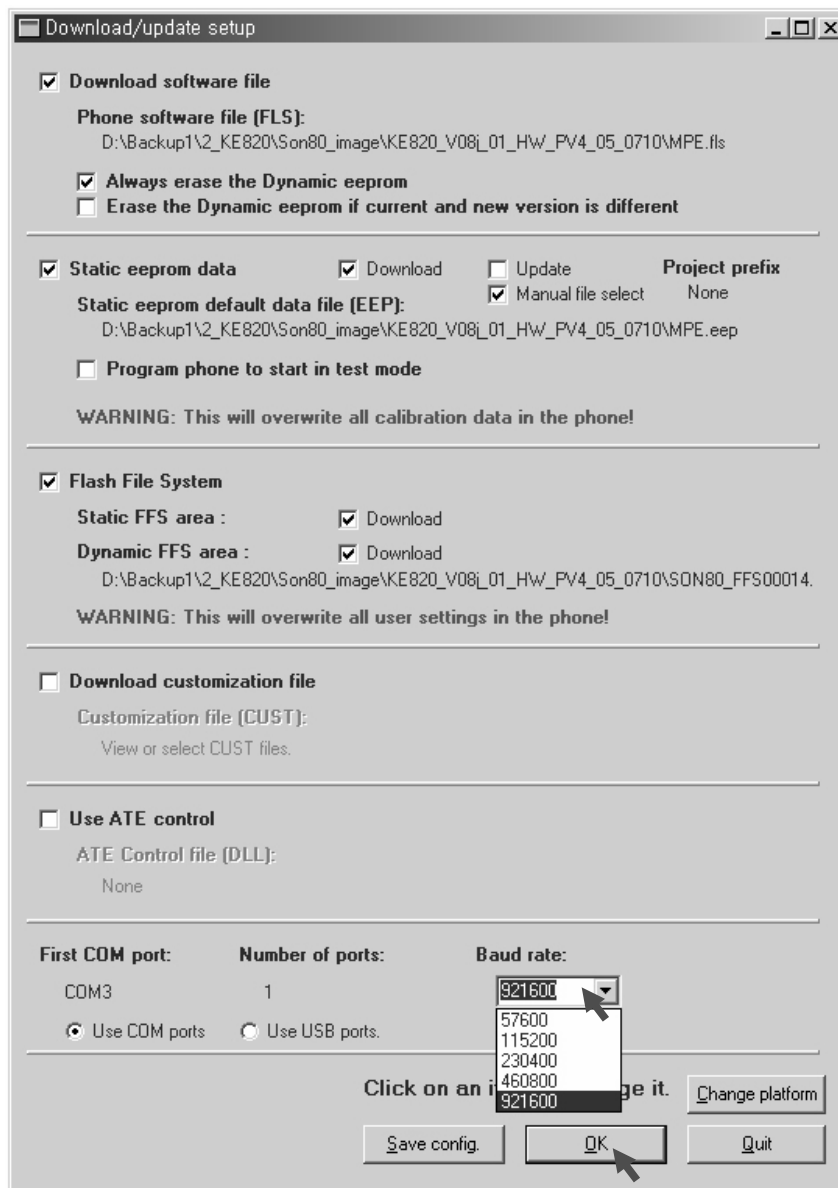 Download/update setup
Download software file
Phone software file (FLS):
D:\Backup1\2_KE820\Son80_image\KE820_V08j_01_HW_PV4_05_0710\MPE.fls
Always erase the Dynamic eeprom
Erase the Dynamic eeprom if current and new version is different
Static eeprom data Download Update Project prefix
Manual file select None
Static eeprom default data file (EEP):
D:\Backup1\2_KE820\Son80_image\KE820_V08j_01_HW_PV4_05_0710\MPE.eep
Program phone to start in test mode
WARNING: This will overwrite all calibration data in the phone!
Flash File System
Static FFS area : Download
Dynamic FFS area : Download
D:\Backup1\2_KE820\Son80_image\KE820_V08j_01_HW_PV4_05_0710\SON80_FFS00014.
WARNING: This will overwrite all user settings in the phone!
Download customization file
Customization file (CUST):
View or select CUST files.
Use ATE control
ATE Control file (DLL):
None
First COM port: Number of ports: Baud rate:
COM3 1 921600
Use COM ports Use USB ports.
57600
115200
230400
460800
921600
Click on an i ge it. Change platform
Save config. OK Quit